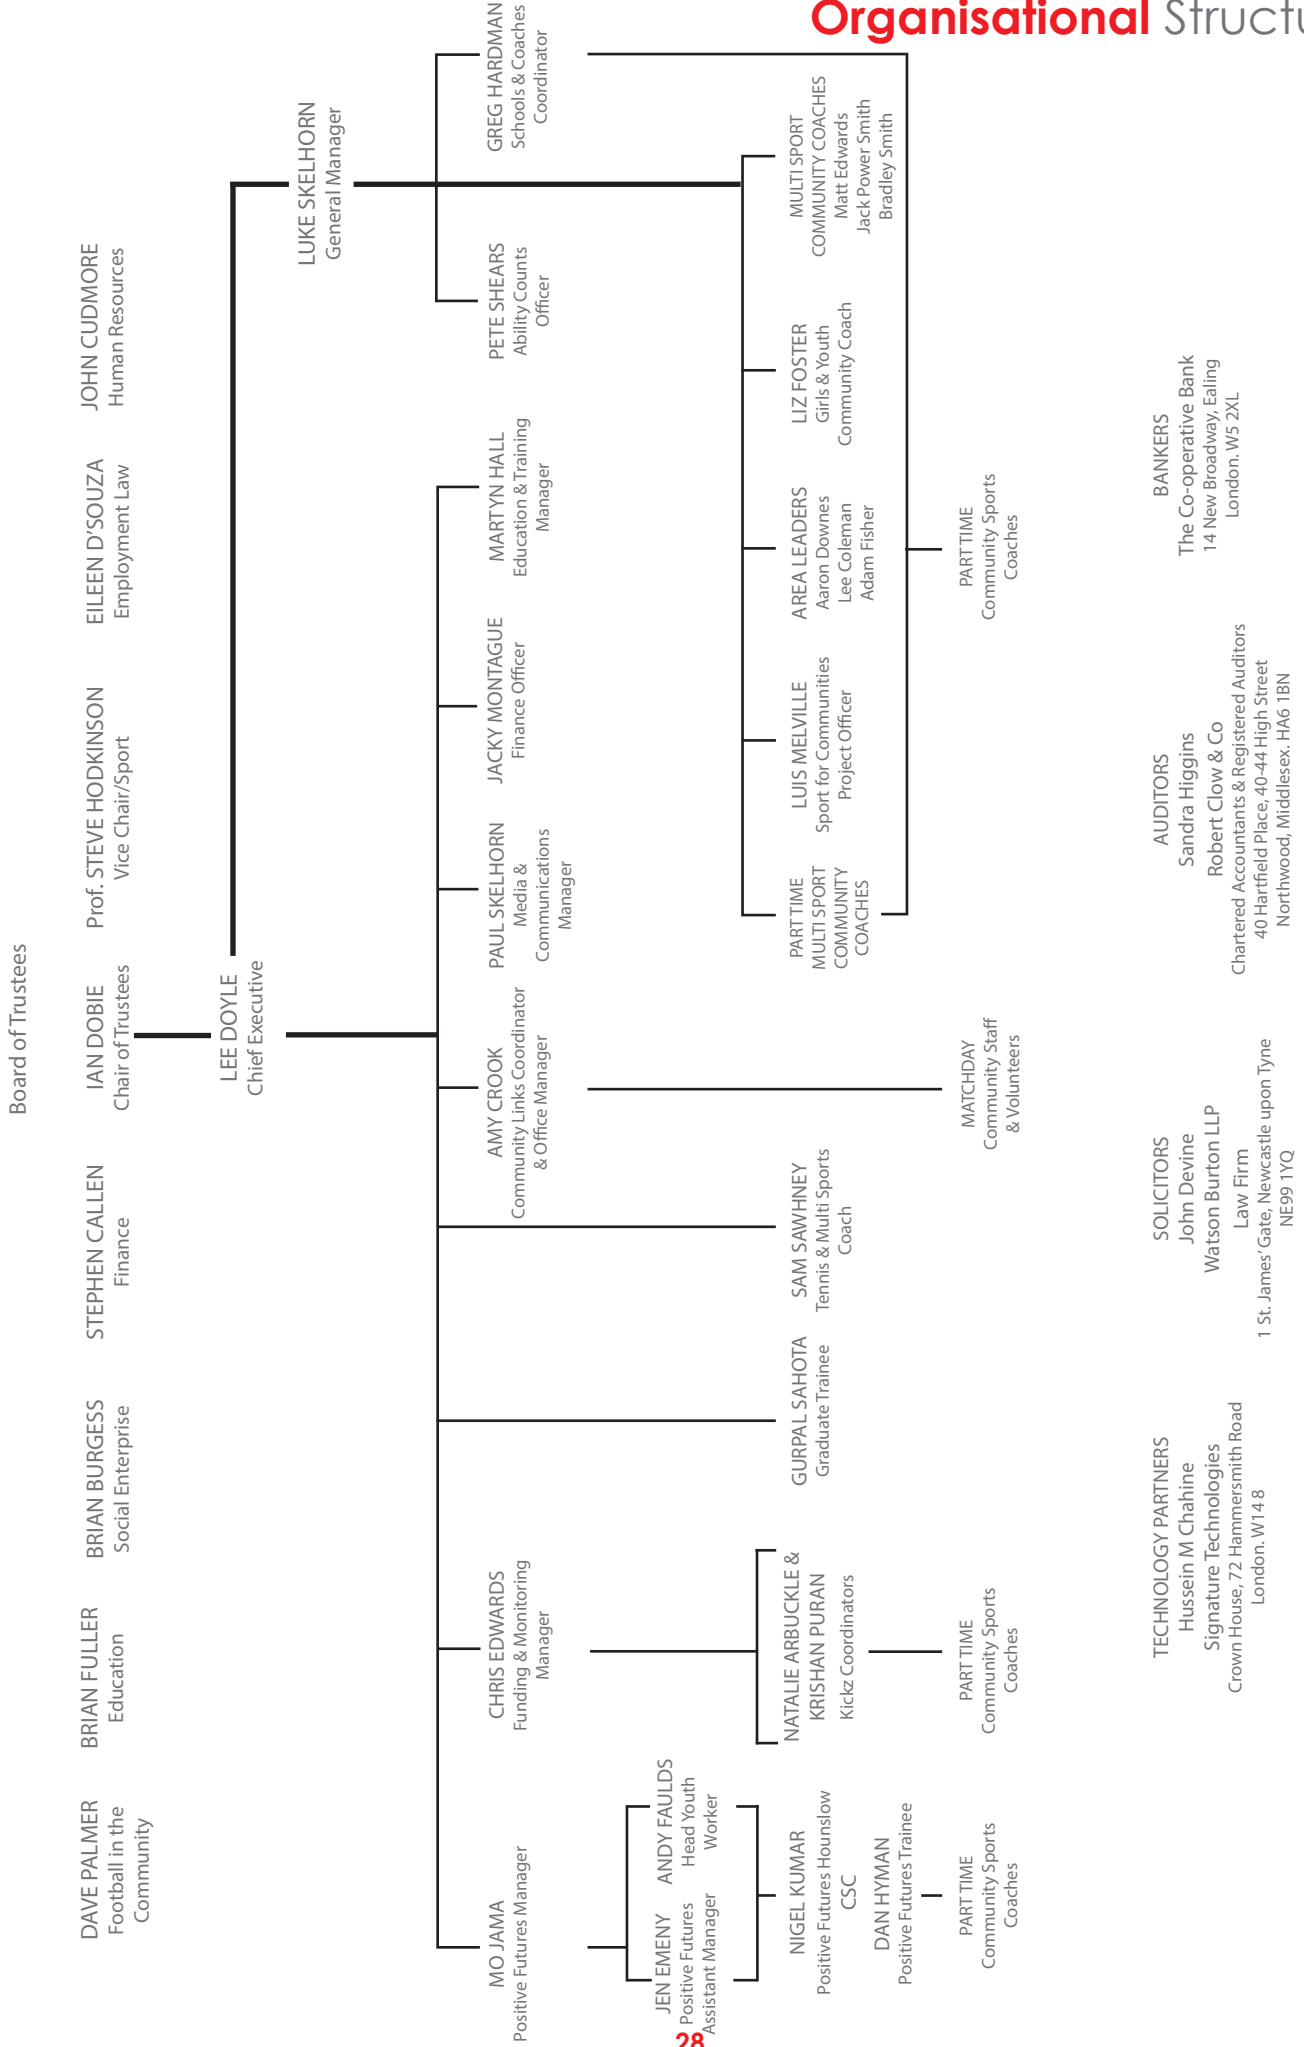 Organisational
Board of Trustees
DAVE PALMER
Football in the
Community
BRIAN FULLER
Education
BRIAN BURGESS
Social Enterprise
STEPHEN CALLEN
Finance
IAN DOBIE
Chair of Trustees
Prof. STEVE HODKINSON
Vice Chair/Sport
EILEEN D'SOUZA
Employment Law
JOHN CUDMORE
Human Resources
LEE DOYLE
Chief Executive
LUKE SKELHORN
General Manager
MO JAMA
Positive Futures Manager
CHRIS EDWARDS
Funding & Monitoring
Manager
AMY CROOK
Community Links Coordinator
& Office Manager
PAUL SKELHORN
Media &
Communications
Manager
JACKY MONTAGUE
Finance Officer
MARTYN HALL
Education & Training
Manager
PETE SHEARS
Ability Counts
Officer
GREG HARDMAN
Schools & Coaches
Coordinator
JEN EMENY
Positive Futures
Assistant Manager
ANDY FAULDS
Head Youth
Worker
NIGEL KUMAR
Positive Futures Hounslow
CSC
DAN HYMAN
Positive Futures Trainee
NATALIE ARBUCKLE &
KRISHAN PURAN
Kickz Coordinators
GURPAL SAHOTA
Graduate Trainee
SAM SAWHNEY
Tennis & Multi Sports
Coach
PART TIME
MULTI SPORT
COMMUNITY
COACHES
LUIS MELVILLE
Sport for Communities
Project Officer
AREA LEADERS
Aaron Downes
Lee Coleman
Adam Fisher
LIZ FOSTER
Girls & Youth
Community Coach
MULTI SPORT
COMMUNITY COACHES
Matt Edwards
Jack Power Smith
Bradley Smith
PART TIME
Community Sports
Coaches
PART TIME
Community Sports
Coaches
MATCHDAY
Community Staff
& Volunteers
PART TIME
Community Sports
Coaches
TECHNOLOGY PARTNERS
Hussein M Chahine
Signature Technologies
Crown House, 72 Hammersmith Road
London. W14 8
SOLICITORS
John Devine
Watson Burton LLP
Law Firm
1 St. James' Gate, Newcastle upon Tyne
NE99 1YQ
AUDITORS
Sandra Higgins
Robert Clow & Co
Chartered Accountants & Registered Auditors
40 Hartfield Place, 40-44 High Street
Northwood, Middlesex. HA6 1BN
BANKERS
The Co-operative Bank
14 New Broadway, Ealing
London. W5 2XL
28